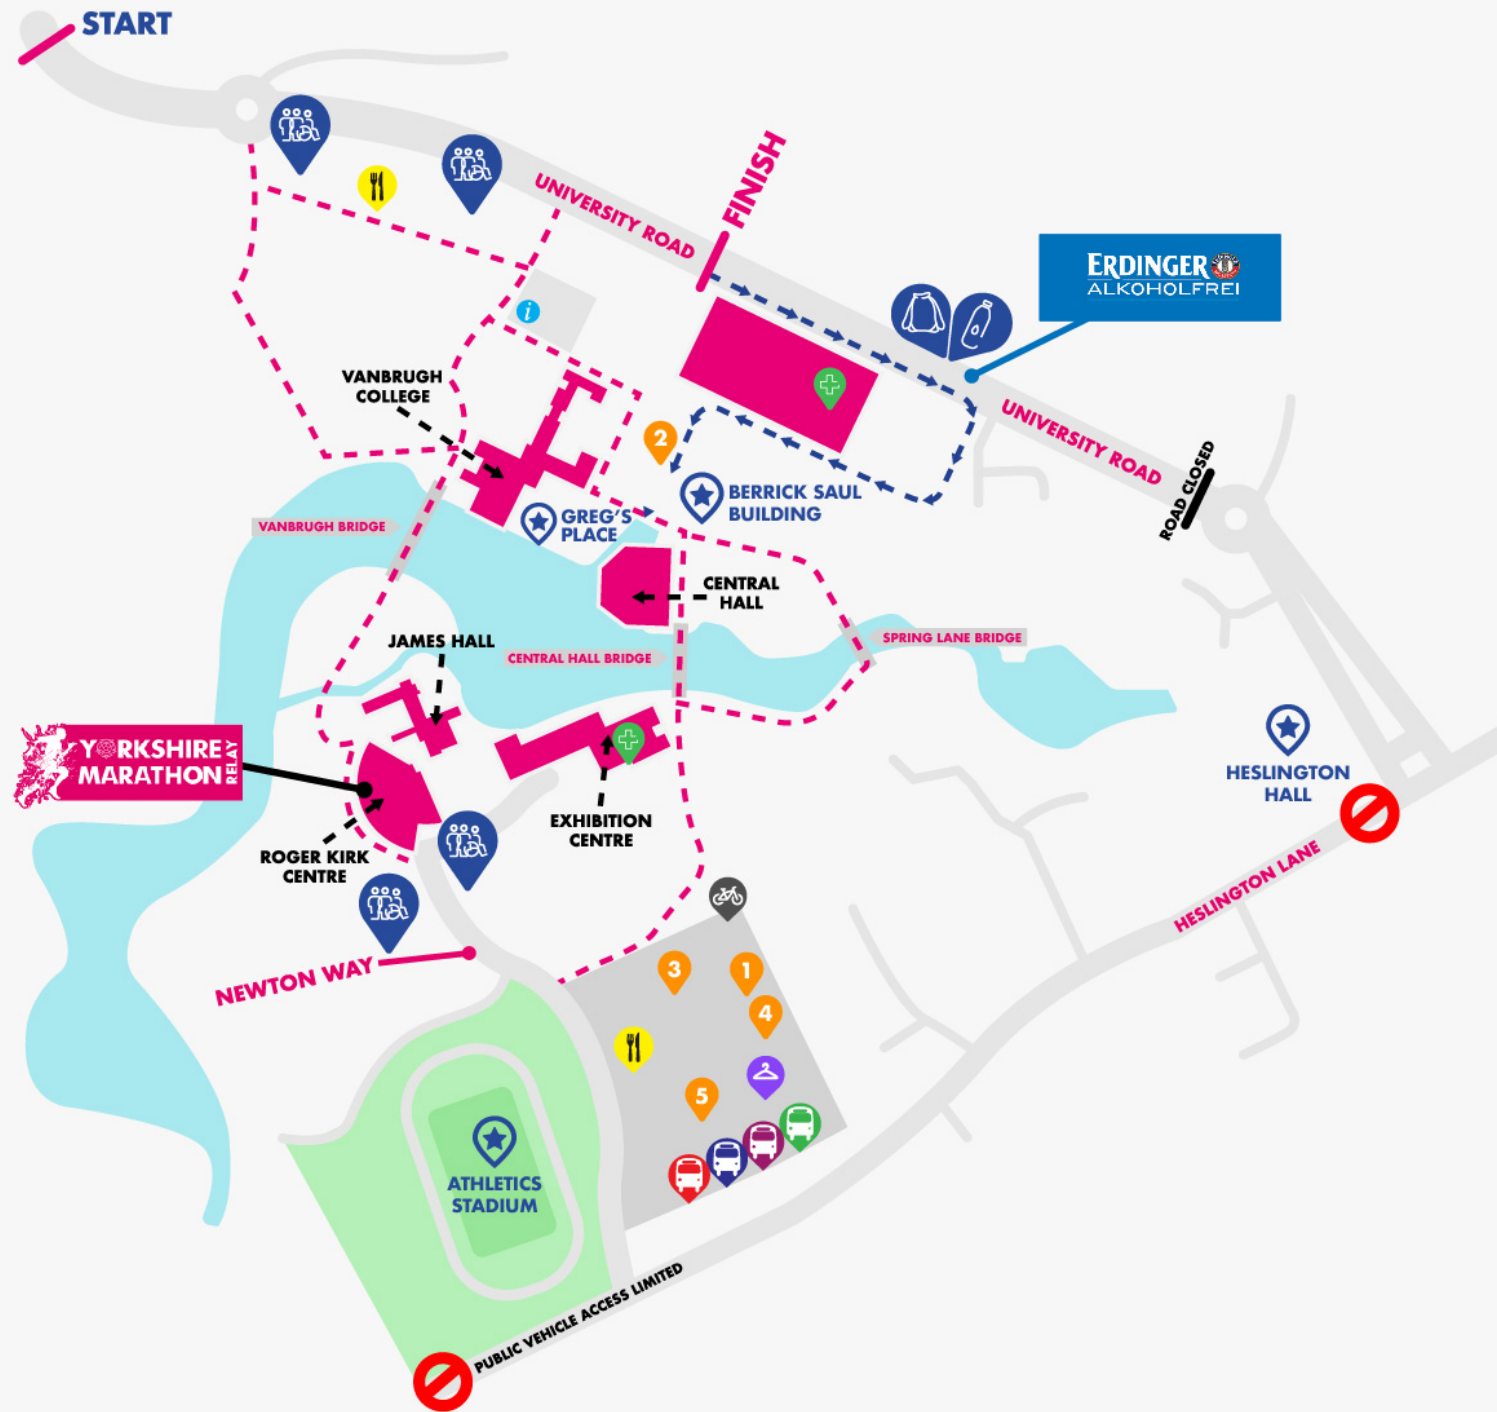 START
FINISH
UNIVERSITY ROAD
ERDINGER
ALKOHOLFREI
i
VANBRUGH
COLLEGE
UNIVERSITY ROAD
ROAD CLOSED
2
BERRICK SAUL
BUILDING
GREG'S
PLACE
VANBRUGH BRIDGE
CENTRAL
HALL
JAMES HALL
CENTRAL HALL BRIDGE
SPRING LANE BRIDGE
YORKSHIRE
MARATHON
RELAY
HESLINGTON
HALL
EXHIBITION
CENTRE
ROGER KIRK
CENTRE
HESLINGTON LANE
NEWTON WAY
3
1
4
5
ATHLETICS
STADIUM
PUBLIC VEHICLE ACCESS LIMITED